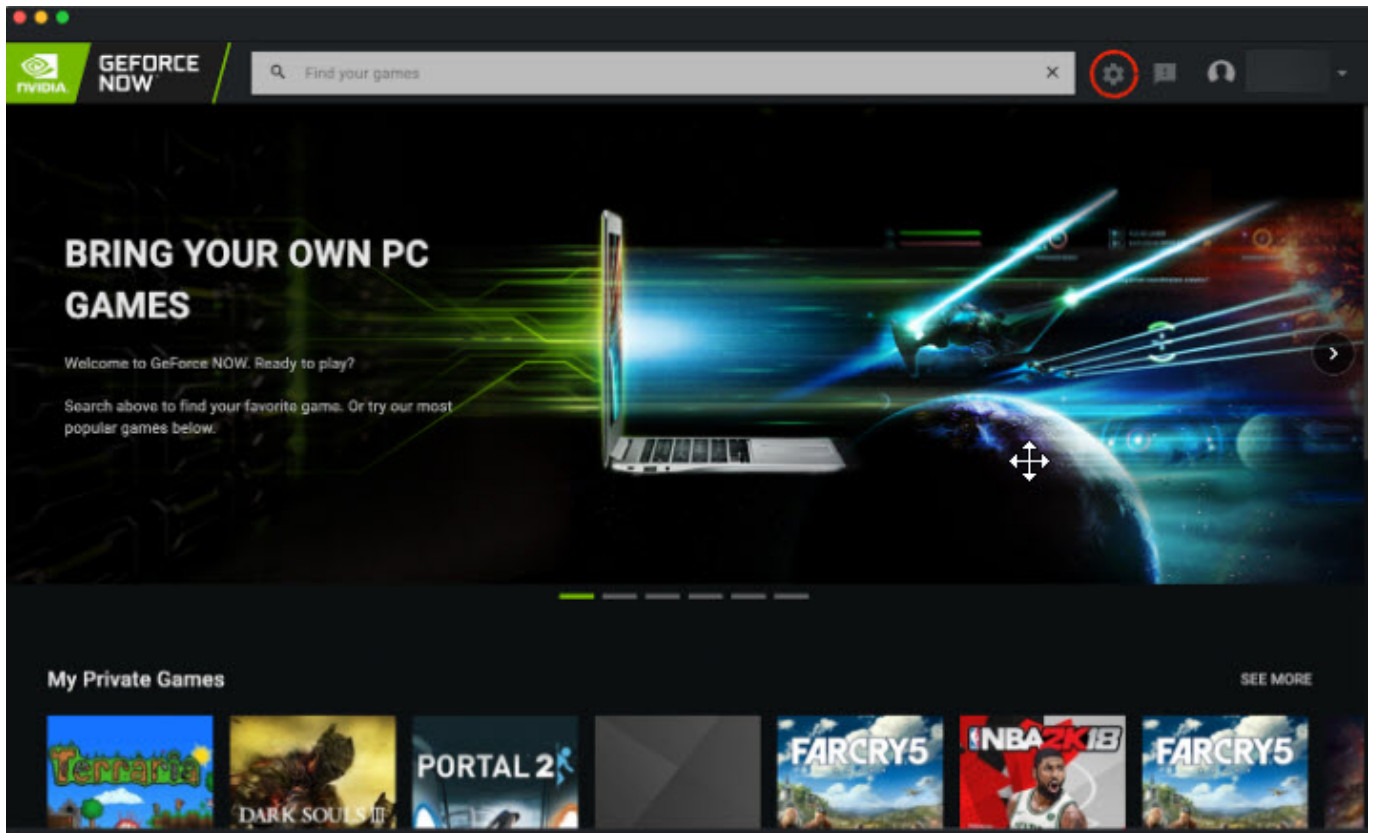 GEFORCE
NVIDIA.
NOW
Find your games
BRING YOUR OWN PC
GAMES
Welcome to GeForce NOW. Ready to play?
Search above to find your favorite game. Or try our most
popular games below.
My Private Games
SEE MORE
Terraria
DARK SOULS III
PORTAL 2
FARCRY5
NBA2K18
FARCRY5